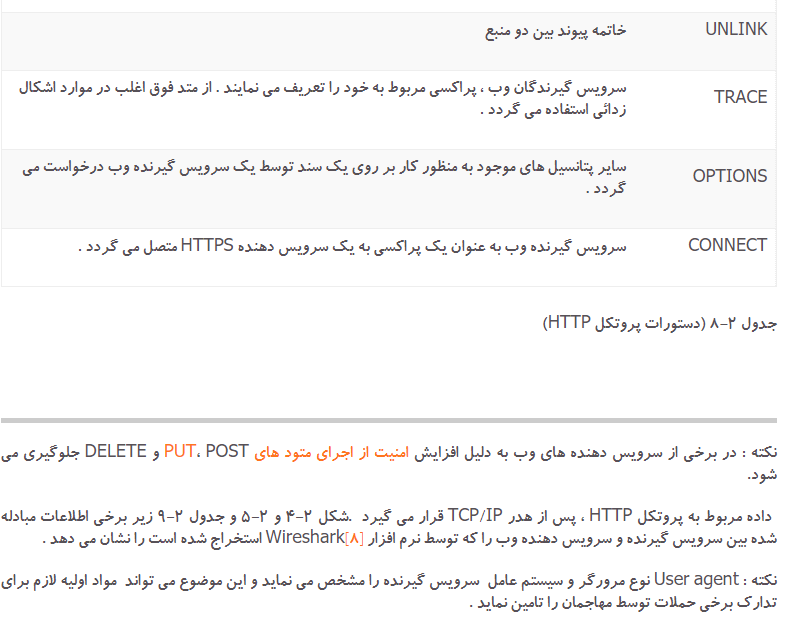 UNLINK خاتمه پیوند بین دو منبع
TRACE سرویس گیرندگان وب ، پراکسی مربوط به خود را تعریف می نمایند . از متد فوق اغلب در موارد اشکال
زدائی استفاده می گردد .
OPTIONS سایر پتانسیل های موجود به منظور کار بر روی یک سند توسط یک سرویس گیرنده وب درخواست می
گردد .
CONNECT سرویس گیرنده وب به عنوان یک پراکسی به یک سرویس دهنده HTTPS متصل می گردد .
جدول ۲-۸ (دستورات پروتکل HTTP)
نکته : در برخی از سرویس دهنده های وب به دلیل افزایش امنیت از اجرای متود های PUT، POST و DELETE جلوگیری می
شود.
داده مربوط به پروتکل HTTP ، پس از هدر TCP/IP قرار می گیرد .شکل ۲-۴ و ۲-۵ و جدول ۲-۹ زیر برخی اطلاعات مبادله
شده بین سرویس گیرنده و سرویس دهنده وب را که توسط نرم افزار Wireshark[۸] استخراج شده است را نشان می دهد .
نکته : User agent نوع مرورگر و سیستم عامل سرویس گیرنده را مشخص می نماید و این موضوع می تواند مواد اولیه لازم برای
تدارک برخی حملات توسط مهاجمان را تامین نماید .